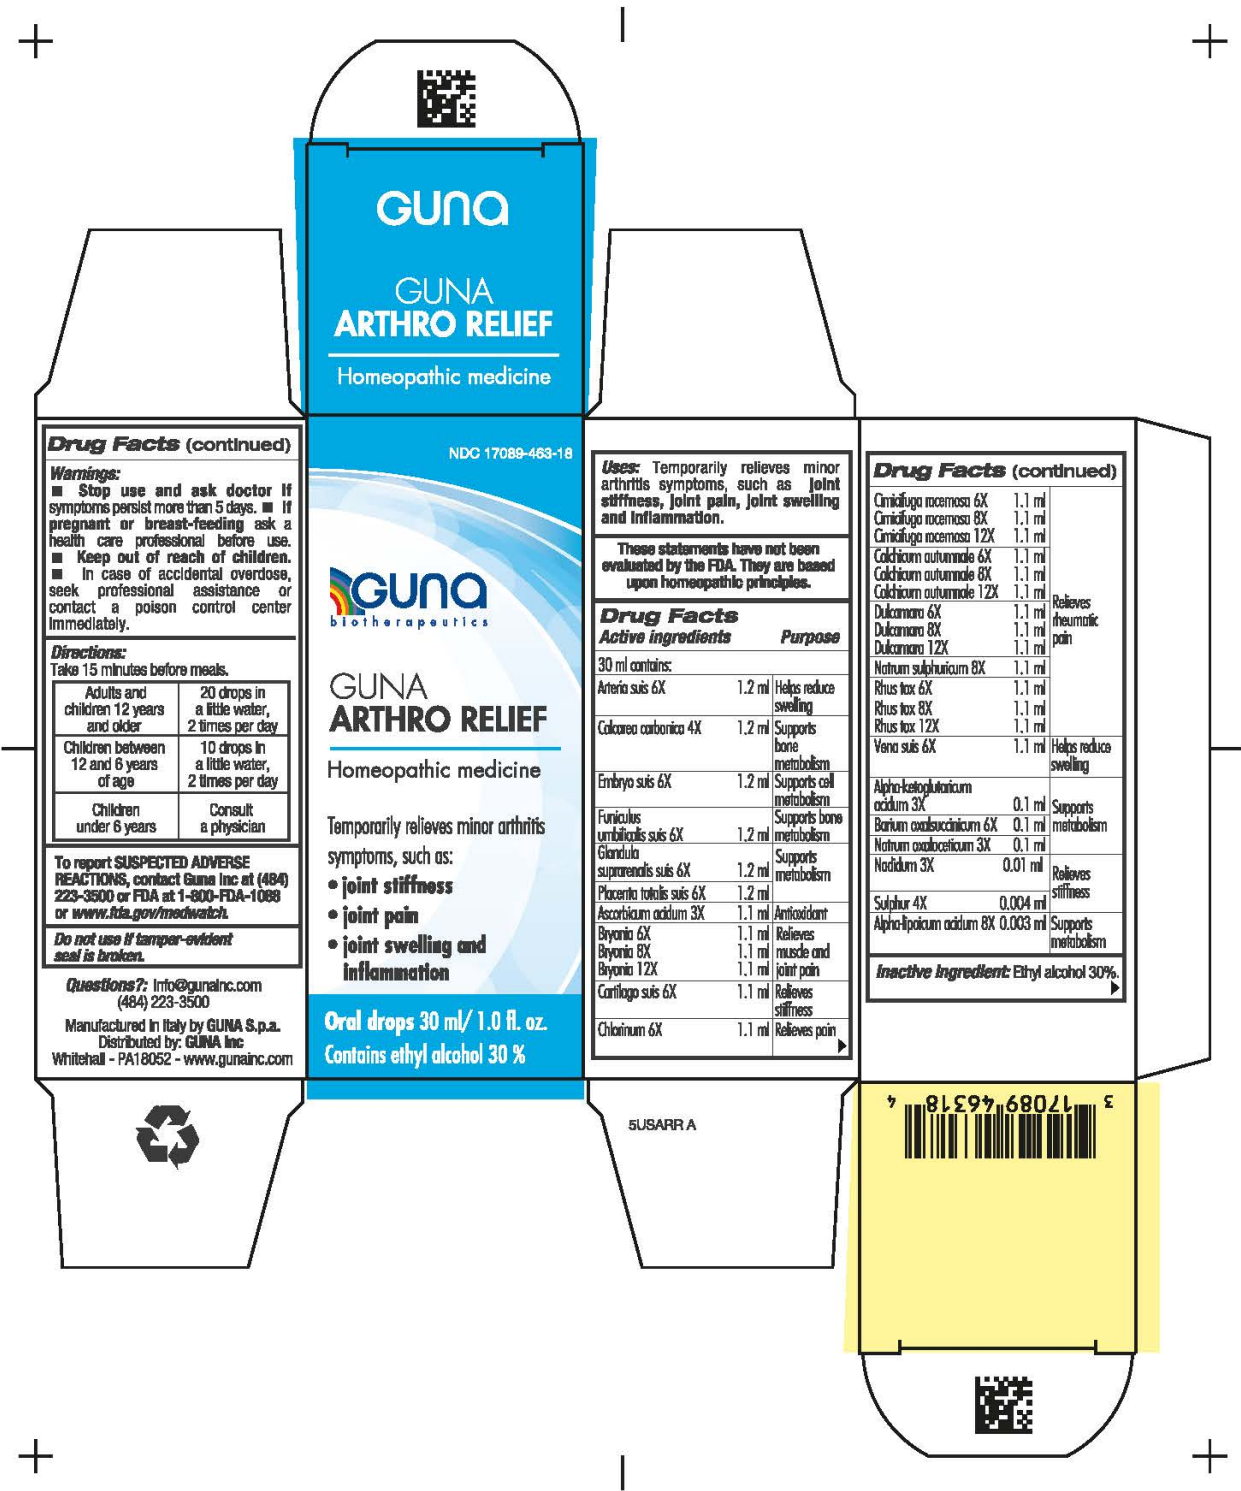 GUNA
GUNA
ARTHRO RELIEF
Homeopathic medicine
NDC 17089-463-18
GUNA
biotherapeutics
GUNA
ARTHRO RELIEF
Homeopathic medicine
Temporarily relieves minor arthritis
symptoms, such as:
• joint stiffness
• joint pain
• joint swelling and
inflammation
Oral drops 30 ml/ 1.0 fl. oz.
Contains ethyl alcohol 30 %
Uses: Temporarily relieves minor
arthritis symptoms, such as joint
stiffness, joint pain, joint swelling
and inflammation.
These statements have not been
evaluated by the FDA. They are based
upon homeopathic principles.
Drug Facts
Active ingredients Purpose
30 ml contains:
Arteria suis 6X 1.2 ml Helps reduce
swelling
Calcarea carbonica 4X 1.2 ml Supports
bone
metabolism
Embryo suis 6X 1.2 ml Supports cell
metabolism
Funiculus Supports bone
umbilicalis suis 6X 1.2 ml metabolism
Glandula Supports
suprarenalis suis 6X 1.2 ml metabolism
Placenta totalis suis 6X 1.2 ml
Ascorbicum acidum 3X 1.1 ml Antioxidant
Bryonia 6X 1.1 ml Relieves
Bryonia 8X 1.1 ml muscle and
Bryonia 12X 1.1 ml joint pain
Cartilago suis 6X 1.1 ml Relieves
stiffness
Chlorinum 6X 1.1 ml Relieves pain
Drug Facts (continued)
Cimicifuga racemosa 6X 1.1 ml
Cimicifuga racemosa 8X 1.1 ml
Cimicifuga racemosa 12X 1.1 ml
Colchicum autumnale 6X 1.1 ml
Colchicum autumnale 8X 1.1 ml
Colchicum autumnale 12X 1.1 ml
Relieves
rheumatic
pain
Dulcamara 6X 1.1 ml
Dulcamara 8X 1.1 ml
Dulcamara 12X 1.1 ml
Natrum sulphuricum 8X 1.1 ml
Rhus tox 6X 1.1 ml
Rhus tox 8X 1.1 ml
Rhus tox 12X 1.1 ml
Vena suis 6X 1.1 ml Helps reduce
swelling
Alpha-ketoglutaricum
acidum 3X 0.1 ml Supports
metabolism
Barium oxalsuccinicum 6X 0.1 ml
Natrum oxaloceticum 3X 0.1 ml
Nadidum 3X 0.01 ml Relieves
stiffness
Sulphur 4X 0.004 ml
Alpha-lipoicum acidum 8X 0.003 ml Supports
metabolism
Inactive Ingredient: Ethyl alcohol 30%.
Drug Facts (continued)
Warnings:
■ Stop use and ask doctor if
symptoms persist more than 5 days. ■ If
pregnant or breast-feeding ask a
health care professional before use.
■ Keep out of reach of children.
■ In case of accidental overdose,
seek professional assistance or
contact a poison control center
immediately.
Directions:
Take 15 minutes before meals.
Adults and 20 drops in
children 12 years a little water,
and older 2 times per day
Children between 10 drops in
12 and 6 years a little water,
of age 2 times per day
Children Consult
under 6 years a physician
To report SUSPECTED ADVERSE
REACTIONS, contact Guna Inc at (484)
223-3500 or FDA at 1-800-FDA-1088
or www.fda.gov/medwatch.
Do not use if tamper-evident
seal is broken.
Questions?: info@gunainc.com
(484) 223-3500
Manufactured in Italy by GUNA S.p.a.
Distributed by: GUNA Inc
Whitehall - PA18052 - www.gunainc.com
5USARR A
3 17089 46318 4